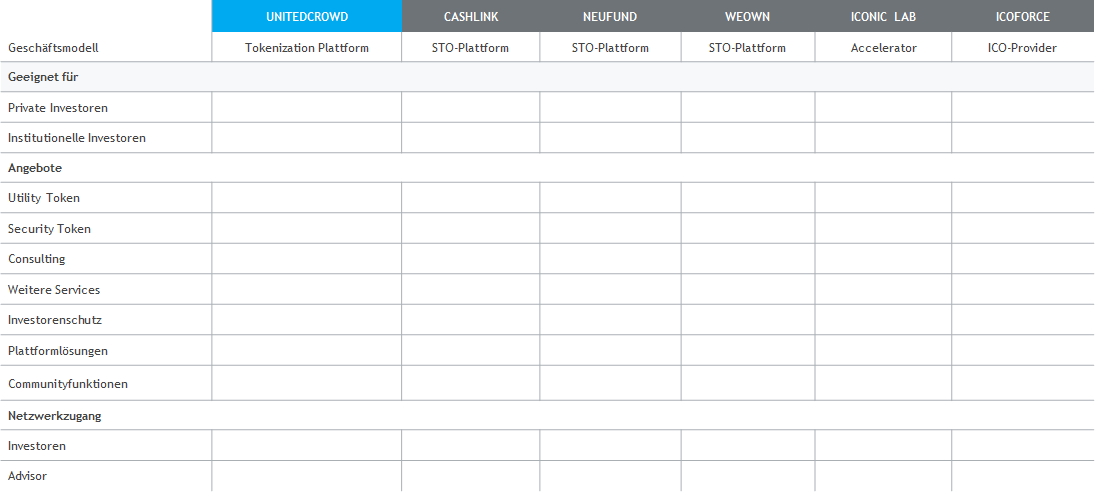 UNITEDCROWD CASHLINK NEUFUND WEOWN ICONIC LAB ICOFORCE
Geschäftsmodell Tokenization Plattform STO-Plattform STO-Plattform STO-Plattform Accelerator ICO-Provider
Geeignet für
Private Investoren
Institutionelle Investoren
Angebote
Utility Token
Security Token
Consulting
Weitere Services
Investorenschutz
Plattformlösungen
Communityfunktionen
Netzwerkzugang
Investoren
Advisor